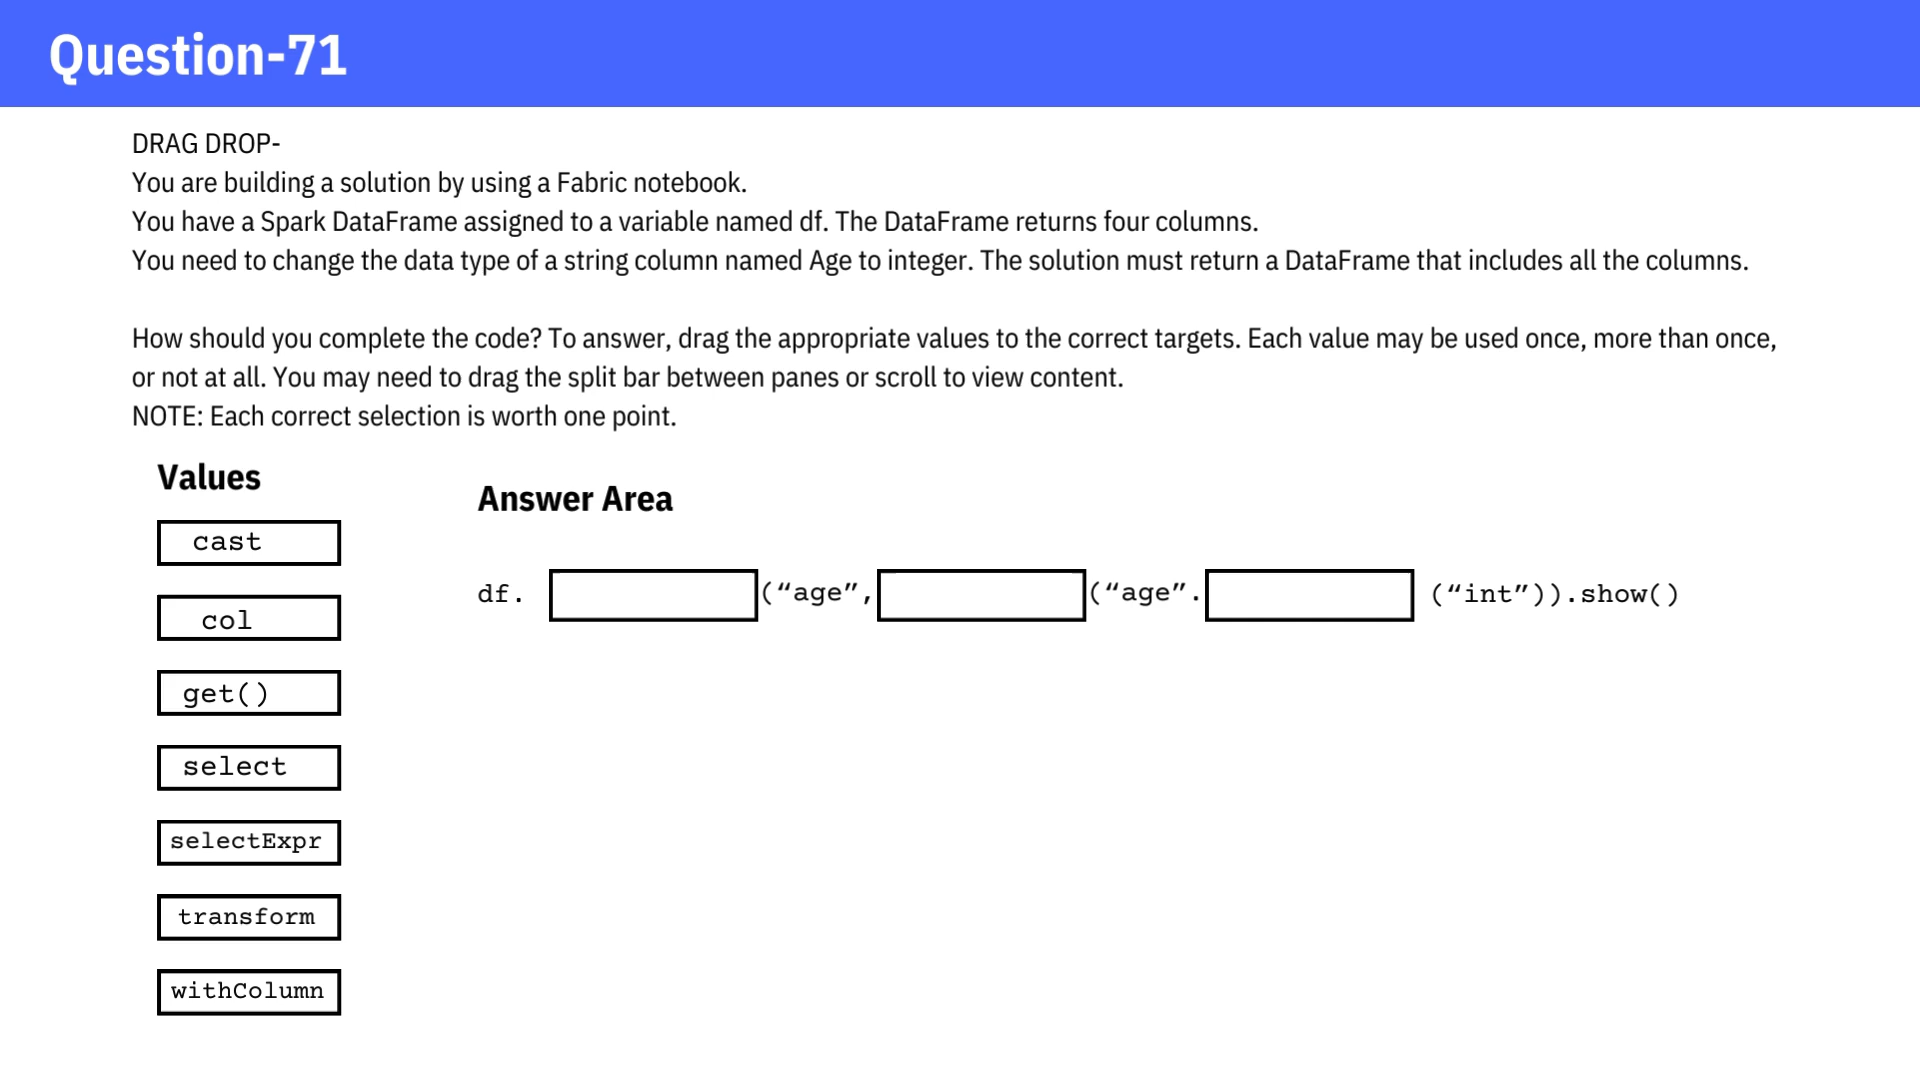 Question-71
DRAG DROP-
You are building a solution by using a Fabric notebook.
You have a Spark DataFrame assigned to a variable named df. The DataFrame returns four columns.
You need to change the data type of a string column named Age to integer. The solution must return a DataFrame that includes all the columns.
How should you complete the code? To answer, drag the appropriate values to the correct targets. Each value may be used once, more than once,
or not at all. You may need to drag the split bar between panes or scroll to view content.
NOTE: Each correct selection is worth one point.
Values
cast
col
get()
select
selectExpr
transform
withColumn
Answer Area
df. (“age”, (“age”. (“int”)).show()